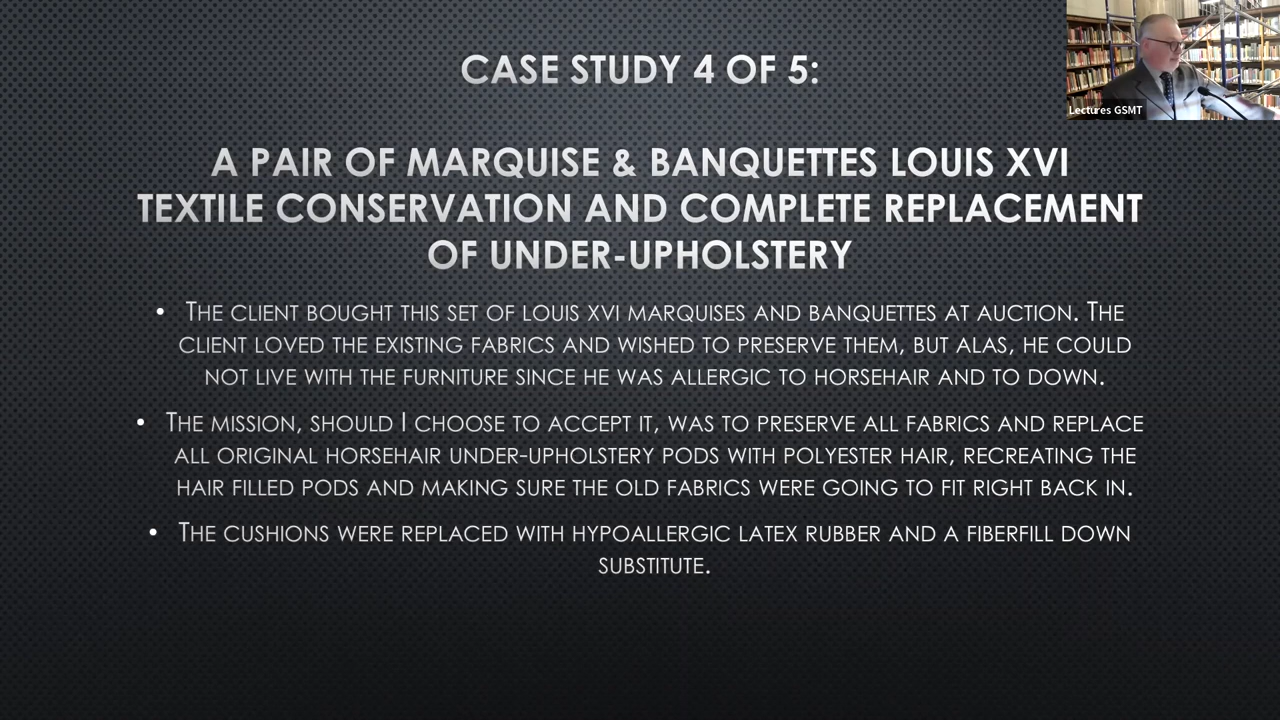 CASE STUDY 4 OF 5:
Lectures GSMT
A PAIR OF MARQUISE & BANQUETTES LOUIS XVI
TEXTILE CONSERVATION AND COMPLETE REPLACEMENT
OF UNDER-UPHOLSTERY
• THE CLIENT BOUGHT THIS SET OF LOUIS XVI MARQUISES AND BANQUETTES AT AUCTION. THE
CLIENT LOVED THE EXISTING FABRICS AND WISHED TO PRESERVE THEM, BUT ALAS, HE COULD
NOT LIVE WITH THE FURNITURE SINCE HE WAS ALLERGIC TO HORSEHAIR AND TO DOWN.
• THE MISSION, SHOULD I CHOOSE TO ACCEPT IT, WAS TO PRESERVE ALL FABRICS AND REPLACE
ALL ORIGINAL HORSEHAIR UNDER-UPHOLSTERY PODS WITH POLYESTER HAIR, RECREATING THE
HAIR FILLED PODS AND MAKING SURE THE OLD FABRICS WERE GOING TO FIT RIGHT BACK IN.
• THE CUSHIONS WERE REPLACED WITH HYPOALLERGIC LATEX RUBBER AND A FIBERFILL DOWN
SUBSTITUTE.